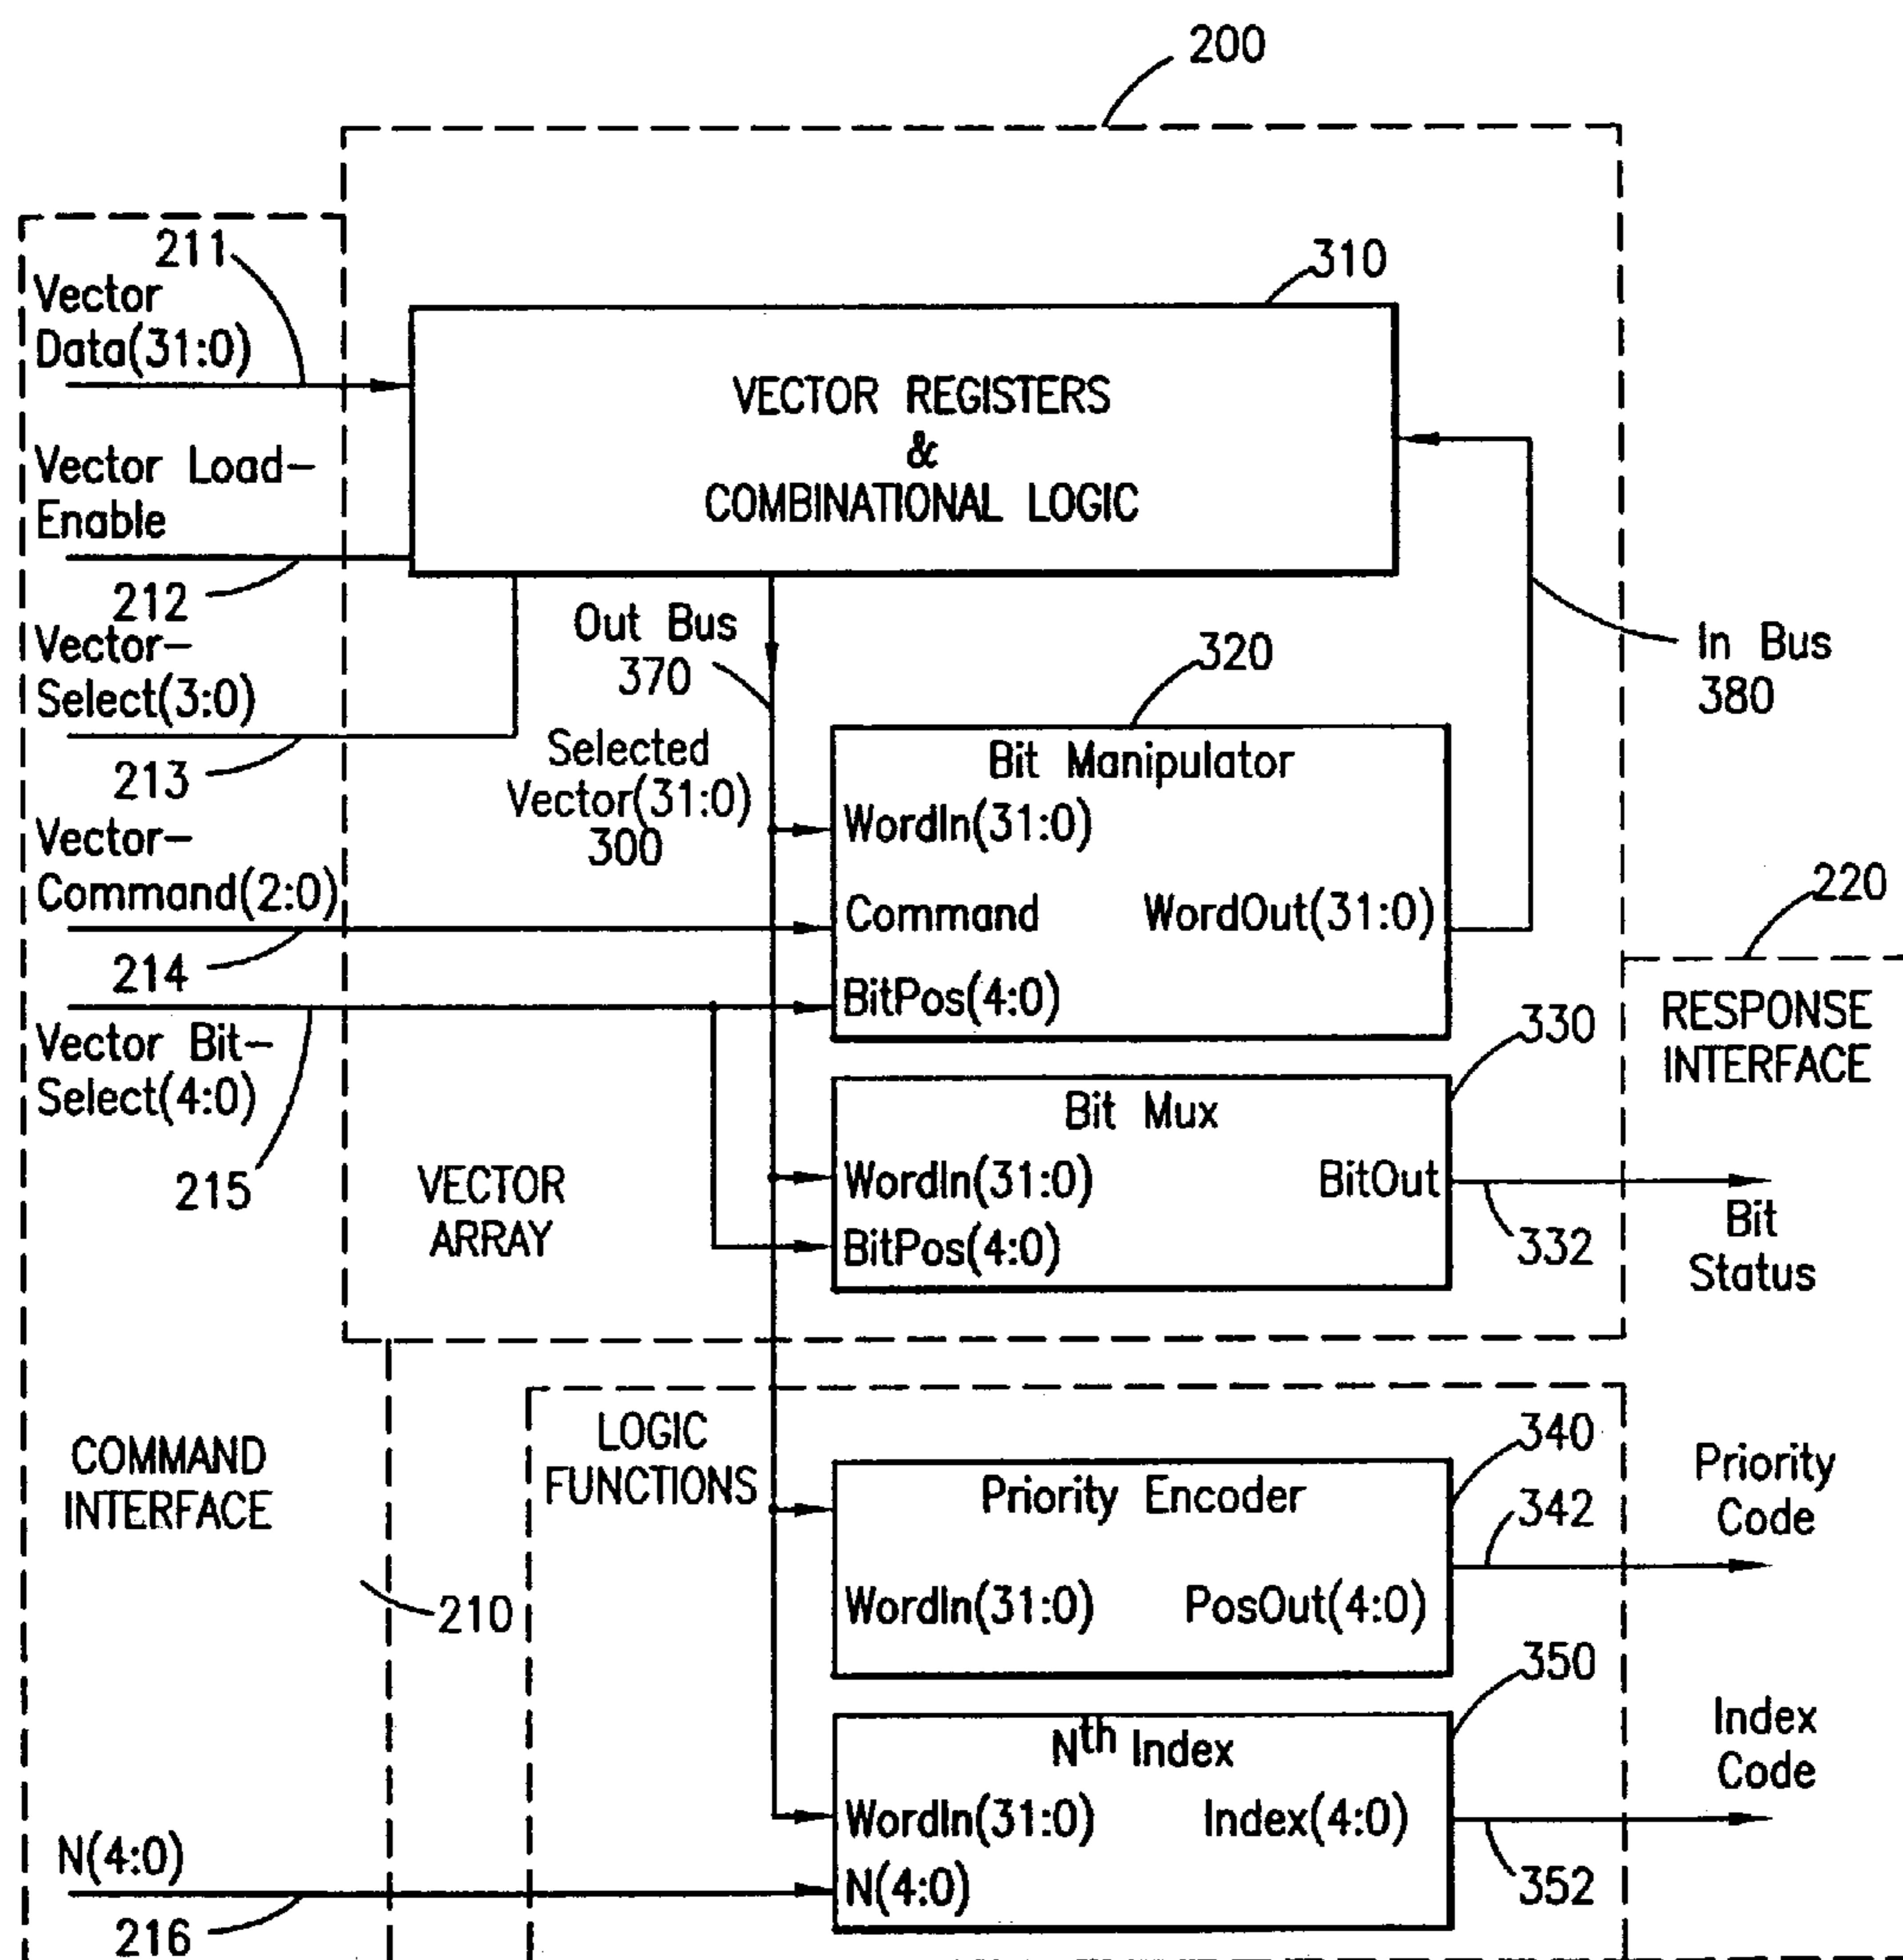 200
211
Vector
Data(31:0)
310
VECTOR REGISTERS
&
COMBINATIONAL LOGIC
Vector Load-
Enable
212
Vector-
Select(3:0)
213
Out Bus
370
320
In Bus
380
Selected
Vector(31:0)
300
Bit Manipulator
WordIn(31:0)
Command
WordOut(31:0)
BitPos(4:0)
Vector-
Command(2:0)
214
220
RESPONSE
INTERFACE
Vector Bit-
Select(4:0)
215
330
Bit Mux
WordIn(31:0)
BitOut
BitPos(4:0)
332
Bit
Status
VECTOR
ARRAY
COMMAND
INTERFACE
210
LOGIC
FUNCTIONS
340
Priority Encoder
342
Priority
Code
WordIn(31:0)
PosOut(4:0)
350
Nth Index
WordIn(31:0)
Index(4:0)
Index
Code
352
N(4:0)
N(4:0)
216